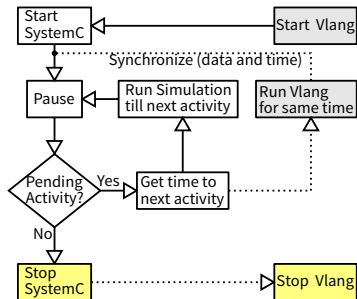 Start
SystemC
Start Vlang
Synchronize (data and time)
Pause
Run Simulation
till next activity
Run Vlang
for same time
Pending
Activity?
Yes
Get time to
next activity
No
Stop
SystemC
Stop Vlang